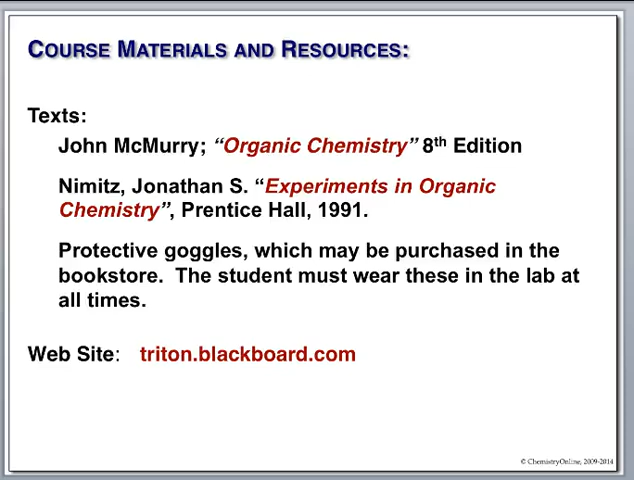 COURSE MATERIALS AND RESOURCES:
Texts:
John McMurry; “Organic Chemistry” 8th Edition
Nimitz, Jonathan S. “Experiments in Organic
Chemistry”, Prentice Hall, 1991.
Protective goggles, which may be purchased in the
bookstore. The student must wear these in the lab at
all times.
Web Site: triton.blackboard.com
© ChemistryOnline, 2009-2014